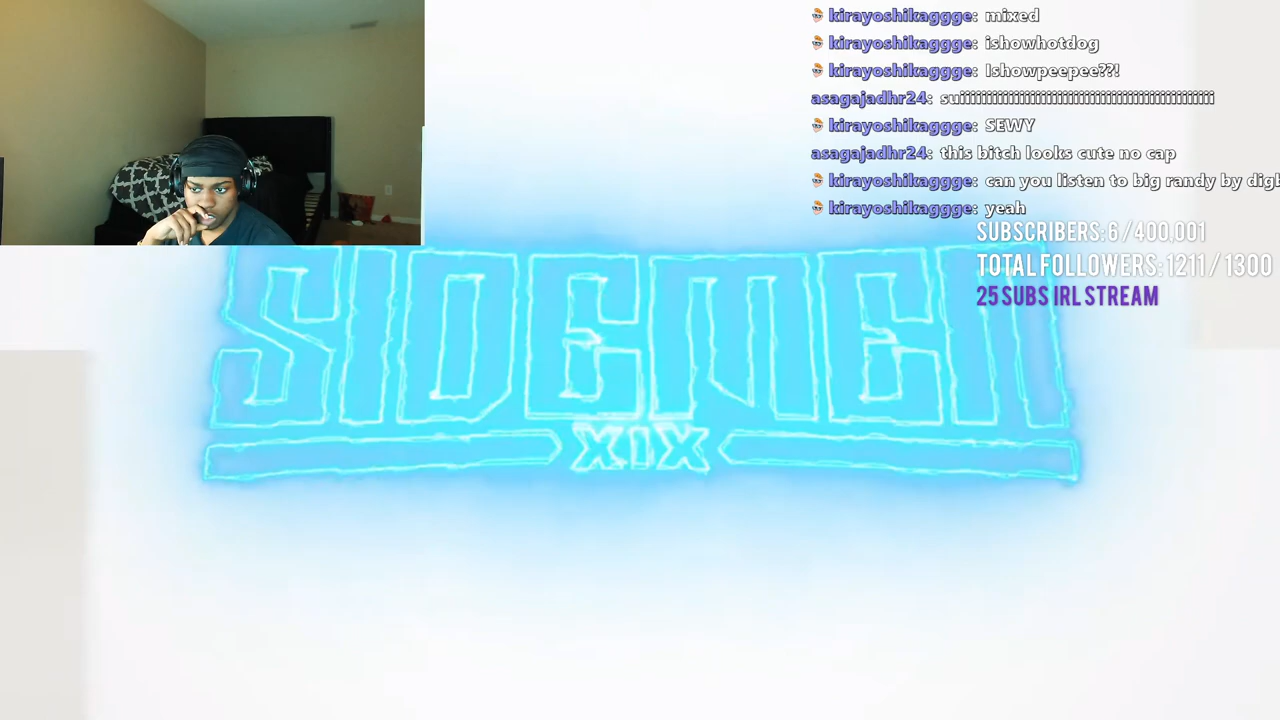 kirayoshikaggge: mixed
kirayoshikaggge: ishowhotdog
kirayoshikaggge: Ishowpeepee??!
asagajadhr24: suiiiiiiiiiiiiiiiiiiiiiiiiiiiiiiiiiiiiiiiiiiiiii
kirayoshikaggge: SEWY
asagajadhr24: this bitch looks cute no cap
kirayoshikaggge: can you listen to big randy by digb
kirayoshikaggge: yeah
SUBSCRIBERS: 6 / 400,001
TOTAL FOLLOWERS: 1211 / 1300
25 SUBS IRL STREAM
SIDEMEN
XIX